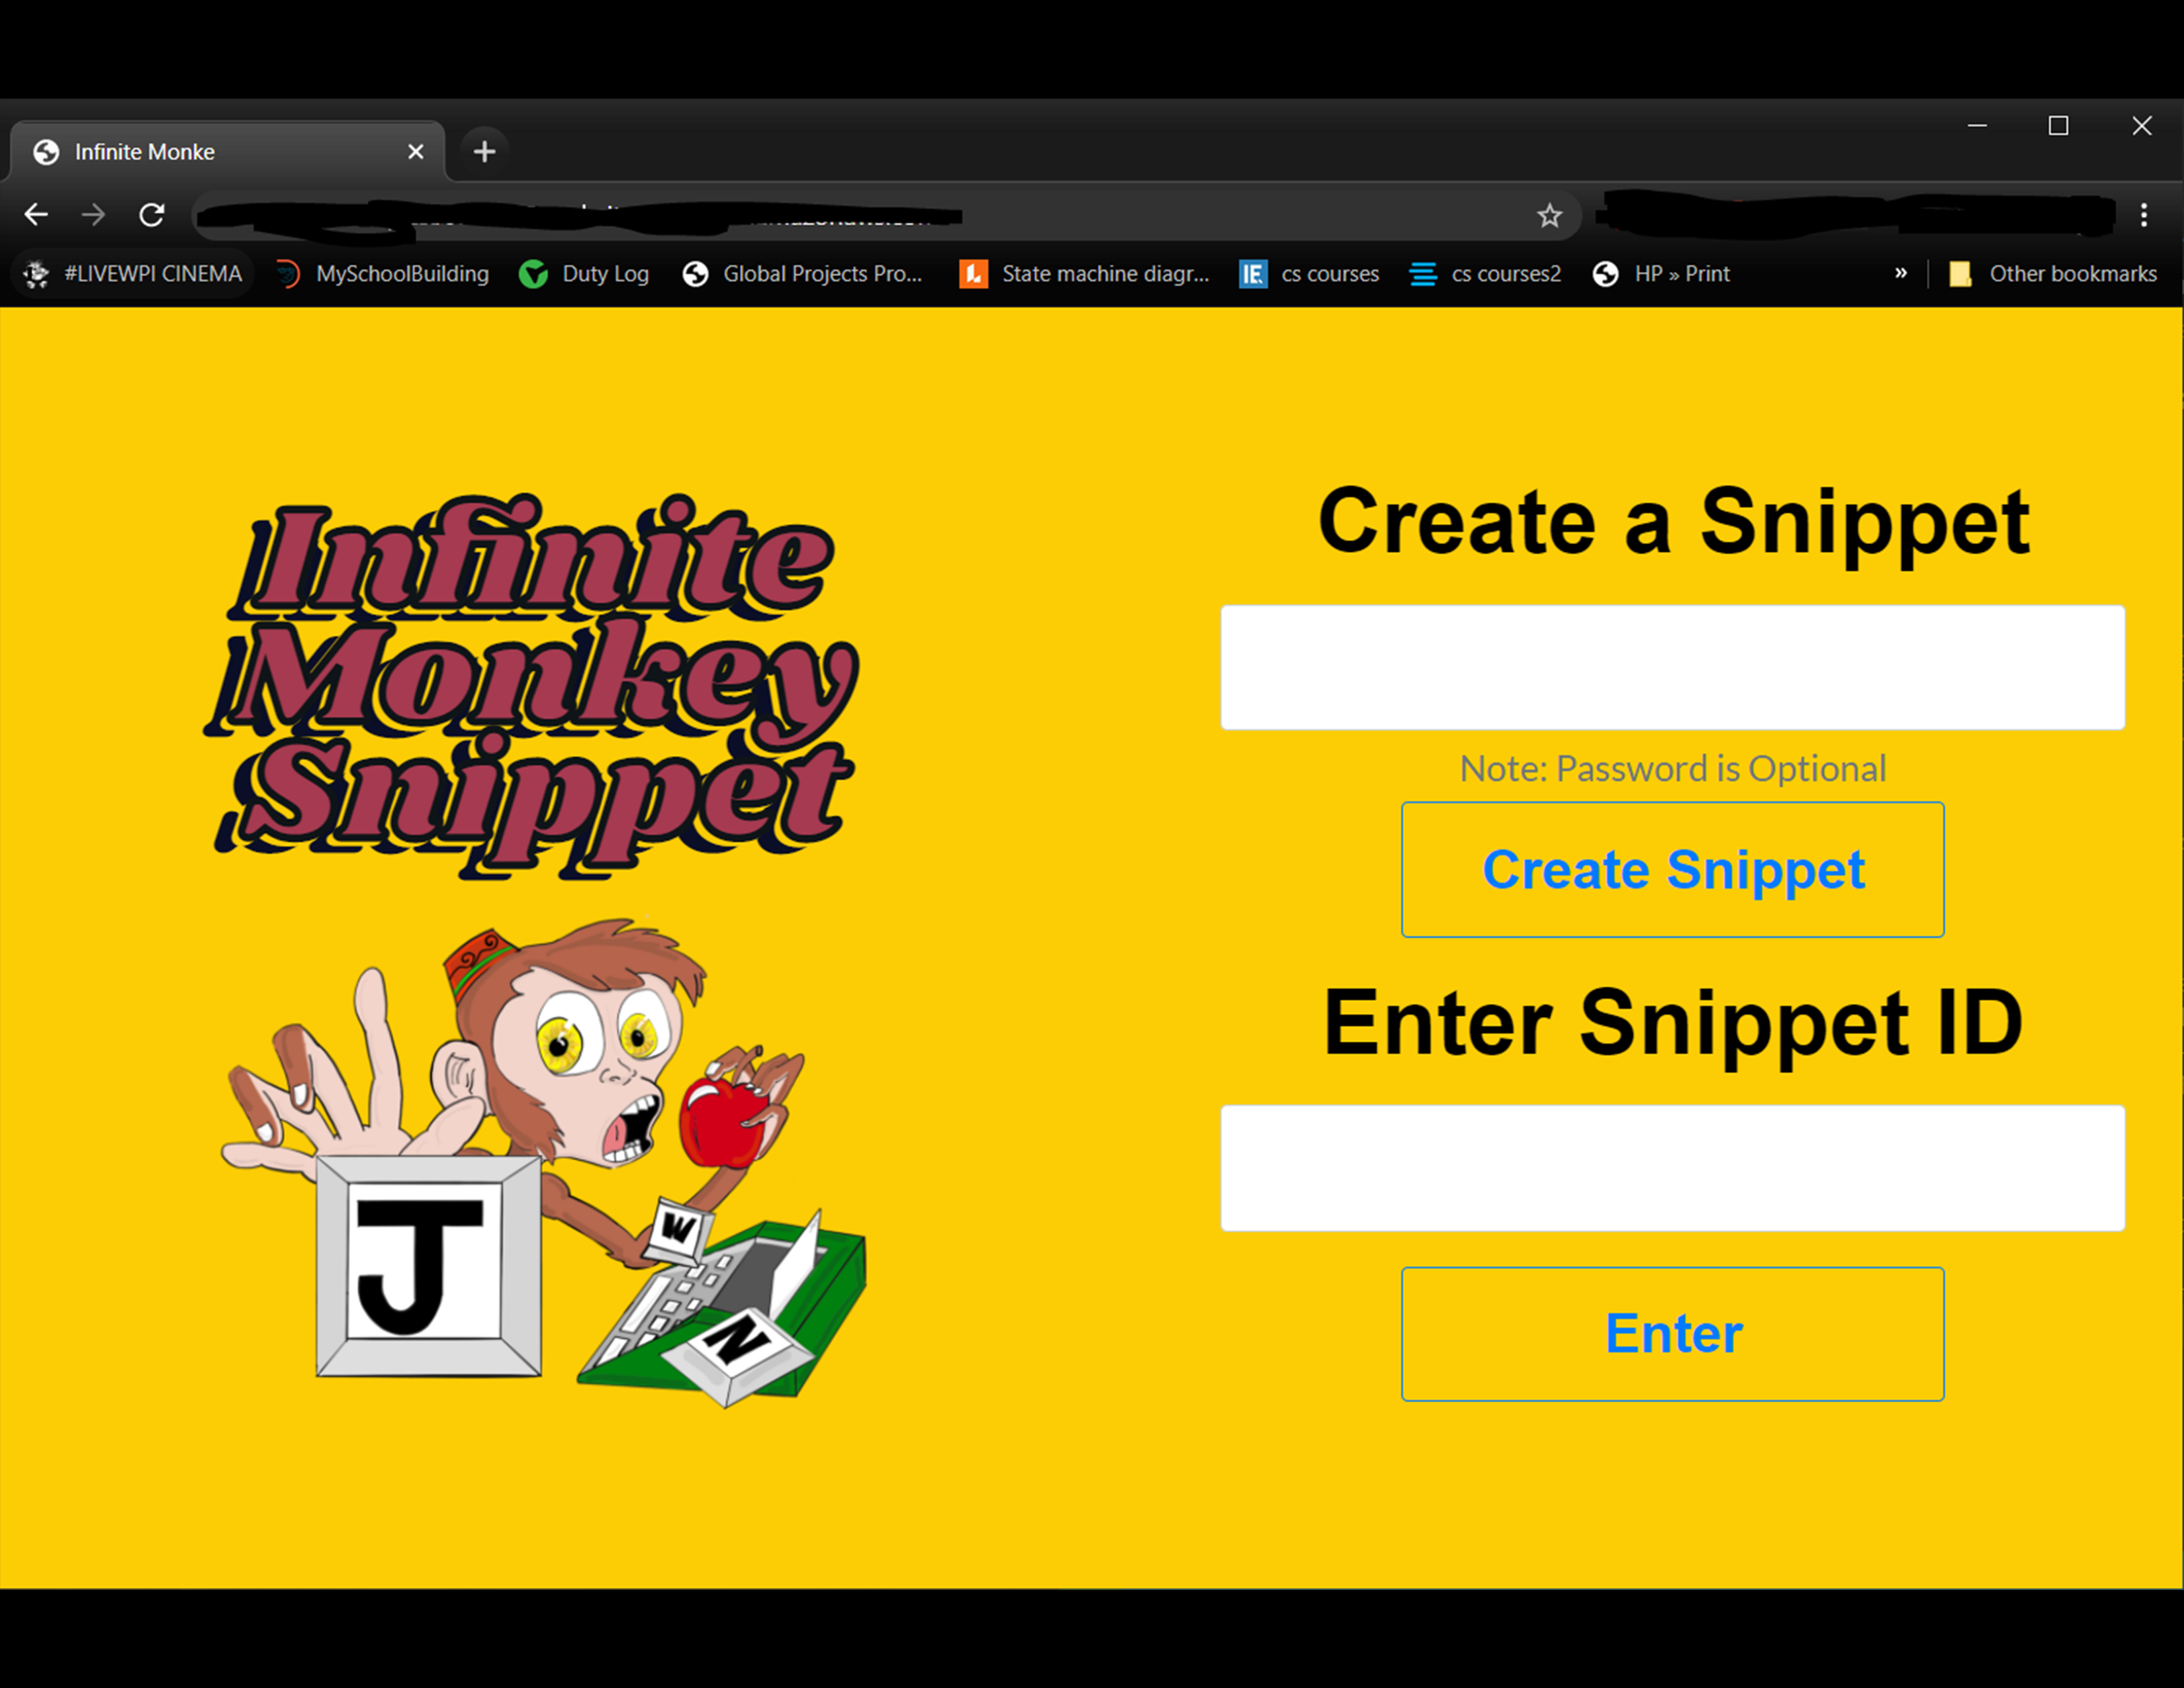 Infinite Monke
#LIVEWPI CINEMA MySchoolBuilding Duty Log Global Projects Pro... State machine diagr... cs courses cs courses2 HP » Print » Other bookmarks
Infinite
Monkey
Snippet
J
W
N
Create a Snippet
Note: Password is Optional
Create Snippet
Enter Snippet ID
Enter